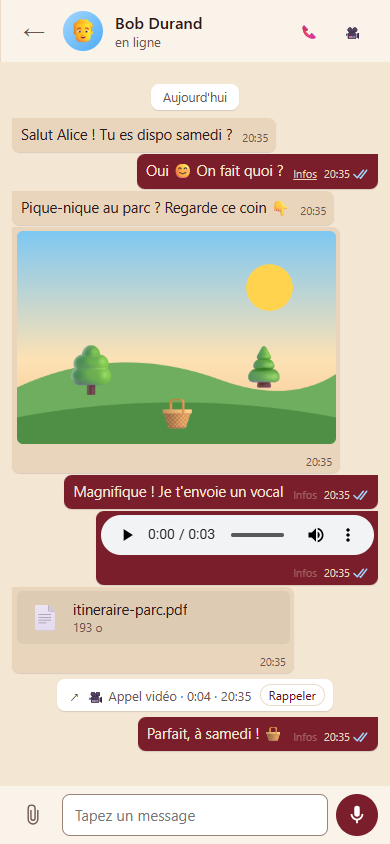 Bob Durand
en ligne
Aujourd'hui
Salut Alice ! Tu es dispo samedi ? 20:35
Oui 😊 On fait quoi ? Infos 20:35
Pique-nique au parc ? Regarde ce coin 👇 20:35
20:35
Magnifique ! Je t'envoie un vocal Infos 20:35
0:00 / 0:03
Infos 20:35
itineraire-parc.pdf
193 o
20:35
↗ Appel vidéo · 0:04 · 20:35 Rappeler
Parfait, à samedi ! 🧺 Infos 20:35
Tapez un message